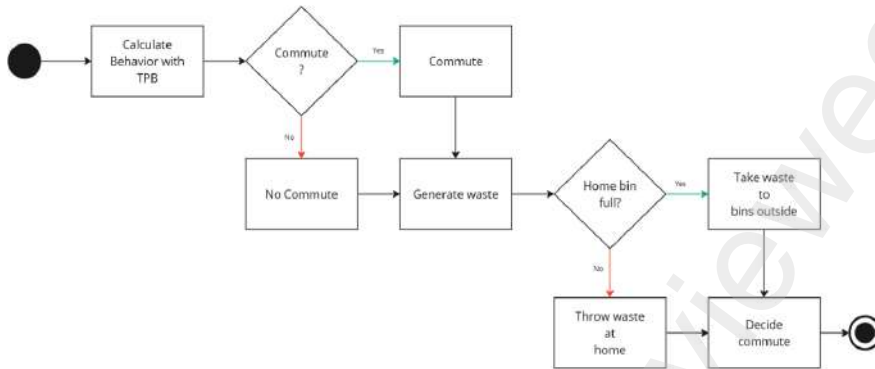 Calculate
Behavior with
TPB
Commute
?
Yes
Commute
No
No Commute
Generate waste
Home bin
full?
Yes
Take waste
to
bins outside
No
Throw waste
at
home
Decide
commute